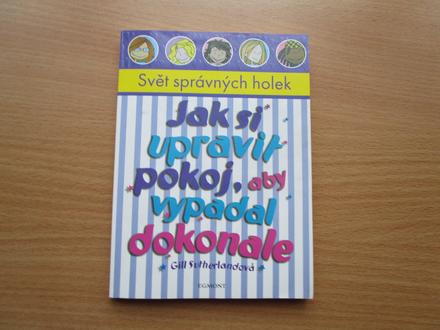 Svět správných holek
Jak si
upravit
pokoj, aby
vypadal
dokonale
Gill Sutherlandová
EGMONT